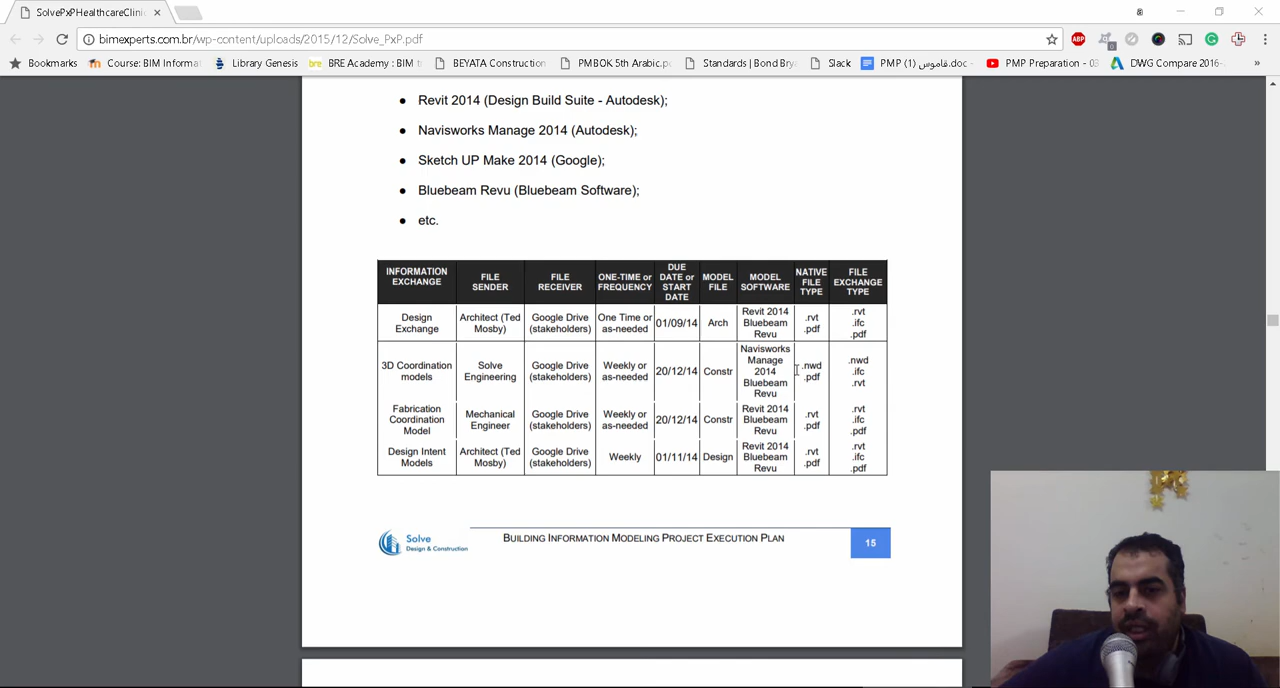 SolvePxPHealthcareClini
bimexperts.com.br/wp-content/uploads/2015/12/Solve_PxP.pdf
ABP
0
Bookmarks
Course: BIM Informat
Library Genesis
bre
BRE Academy : BIM t
BEYATA Construction
PMBOK 5th Arabic.p
Standards | Bond Bry
Slack
PMP (1) قاموس.doc -
PMP Preparation - 03
DWG Compare 2016-
»
● Revit 2014 (Design Build Suite - Autodesk);
● Navisworks Manage 2014 (Autodesk);
● Sketch UP Make 2014 (Google);
● Bluebeam Revu (Bluebeam Software);
● etc.
INFORMATION
EXCHANGE
FILE
SENDER
FILE
RECEIVER
ONE-TIME or
FREQUENCY
DUE
DATE or
START
DATE
MODEL
FILE
MODEL
SOFTWARE
NATIVE
FILE
TYPE
FILE
EXCHANGE
TYPE
Design
Exchange
Architect (Ted
Mosby)
Google Drive
(stakeholders)
One Time or
as-needed
01/09/14
Arch
Revit 2014
Bluebeam
Revu
.rvt
.pdf
.rvt
.ifc
.pdf
3D Coordination
models
Solve
Engineering
Google Drive
(stakeholders)
Weekly or
as-needed
20/12/14
Constr
Navisworks
Manage
2014
Bluebeam
Revu
.nwd
.pdf
.nwd
.ifc
.rvt
Fabrication
Coordination
Model
Mechanical
Engineer
Google Drive
(stakeholders)
Weekly or
as-needed
20/12/14
Constr
Revit 2014
Bluebeam
Revu
.rvt
.pdf
.rvt
.ifc
.pdf
Design Intent
Models
Architect (Ted
Mosby)
Google Drive
(stakeholders)
Weekly
01/11/14
Design
Revit 2014
Bluebeam
Revu
.rvt
.pdf
.rvt
.ifc
.pdf
Solve
Design & Construction
BUILDING INFORMATION MODELING PROJECT EXECUTION PLAN
15